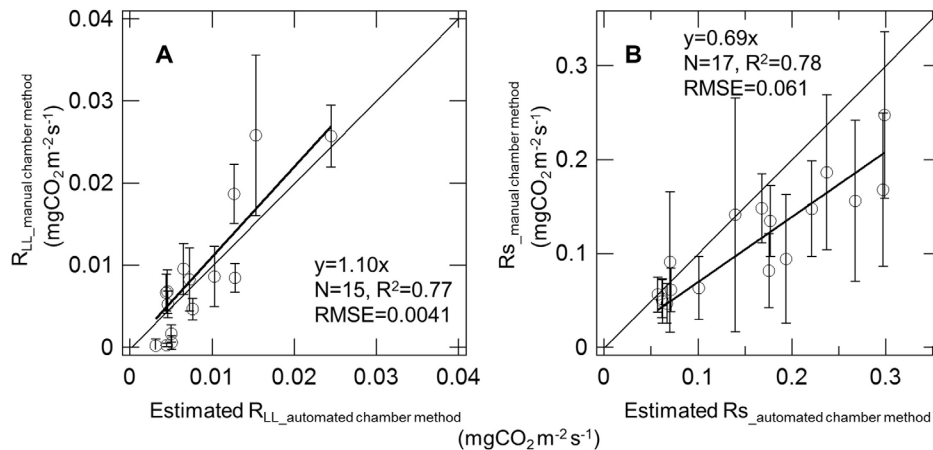 A
y=1.10x
N=15, R²=0.77
RMSE=0.0041
R_LL_manual chamber method
(mgCO₂m⁻²s⁻¹)
0.04
0.03
0.02
0.01
0
0 0.01 0.02 0.03 0.04
Estimated R_LL_automated chamber method
B
y=0.69x
N=17, R²=0.78
RMSE=0.061
Rs_manual chamber method
(mgCO₂m⁻²s⁻¹)
0.3
0.2
0.1
0
0 0.1 0.2 0.3
Estimated Rs_automated chamber method
(mgCO₂m⁻²s⁻¹)